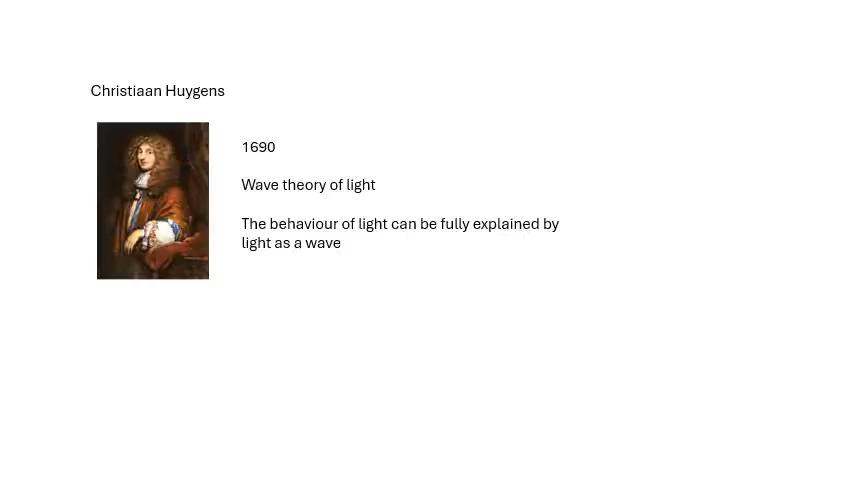 Christiaan Huygens
1690
Wave theory of light
The behaviour of light can be fully explained by
light as a wave